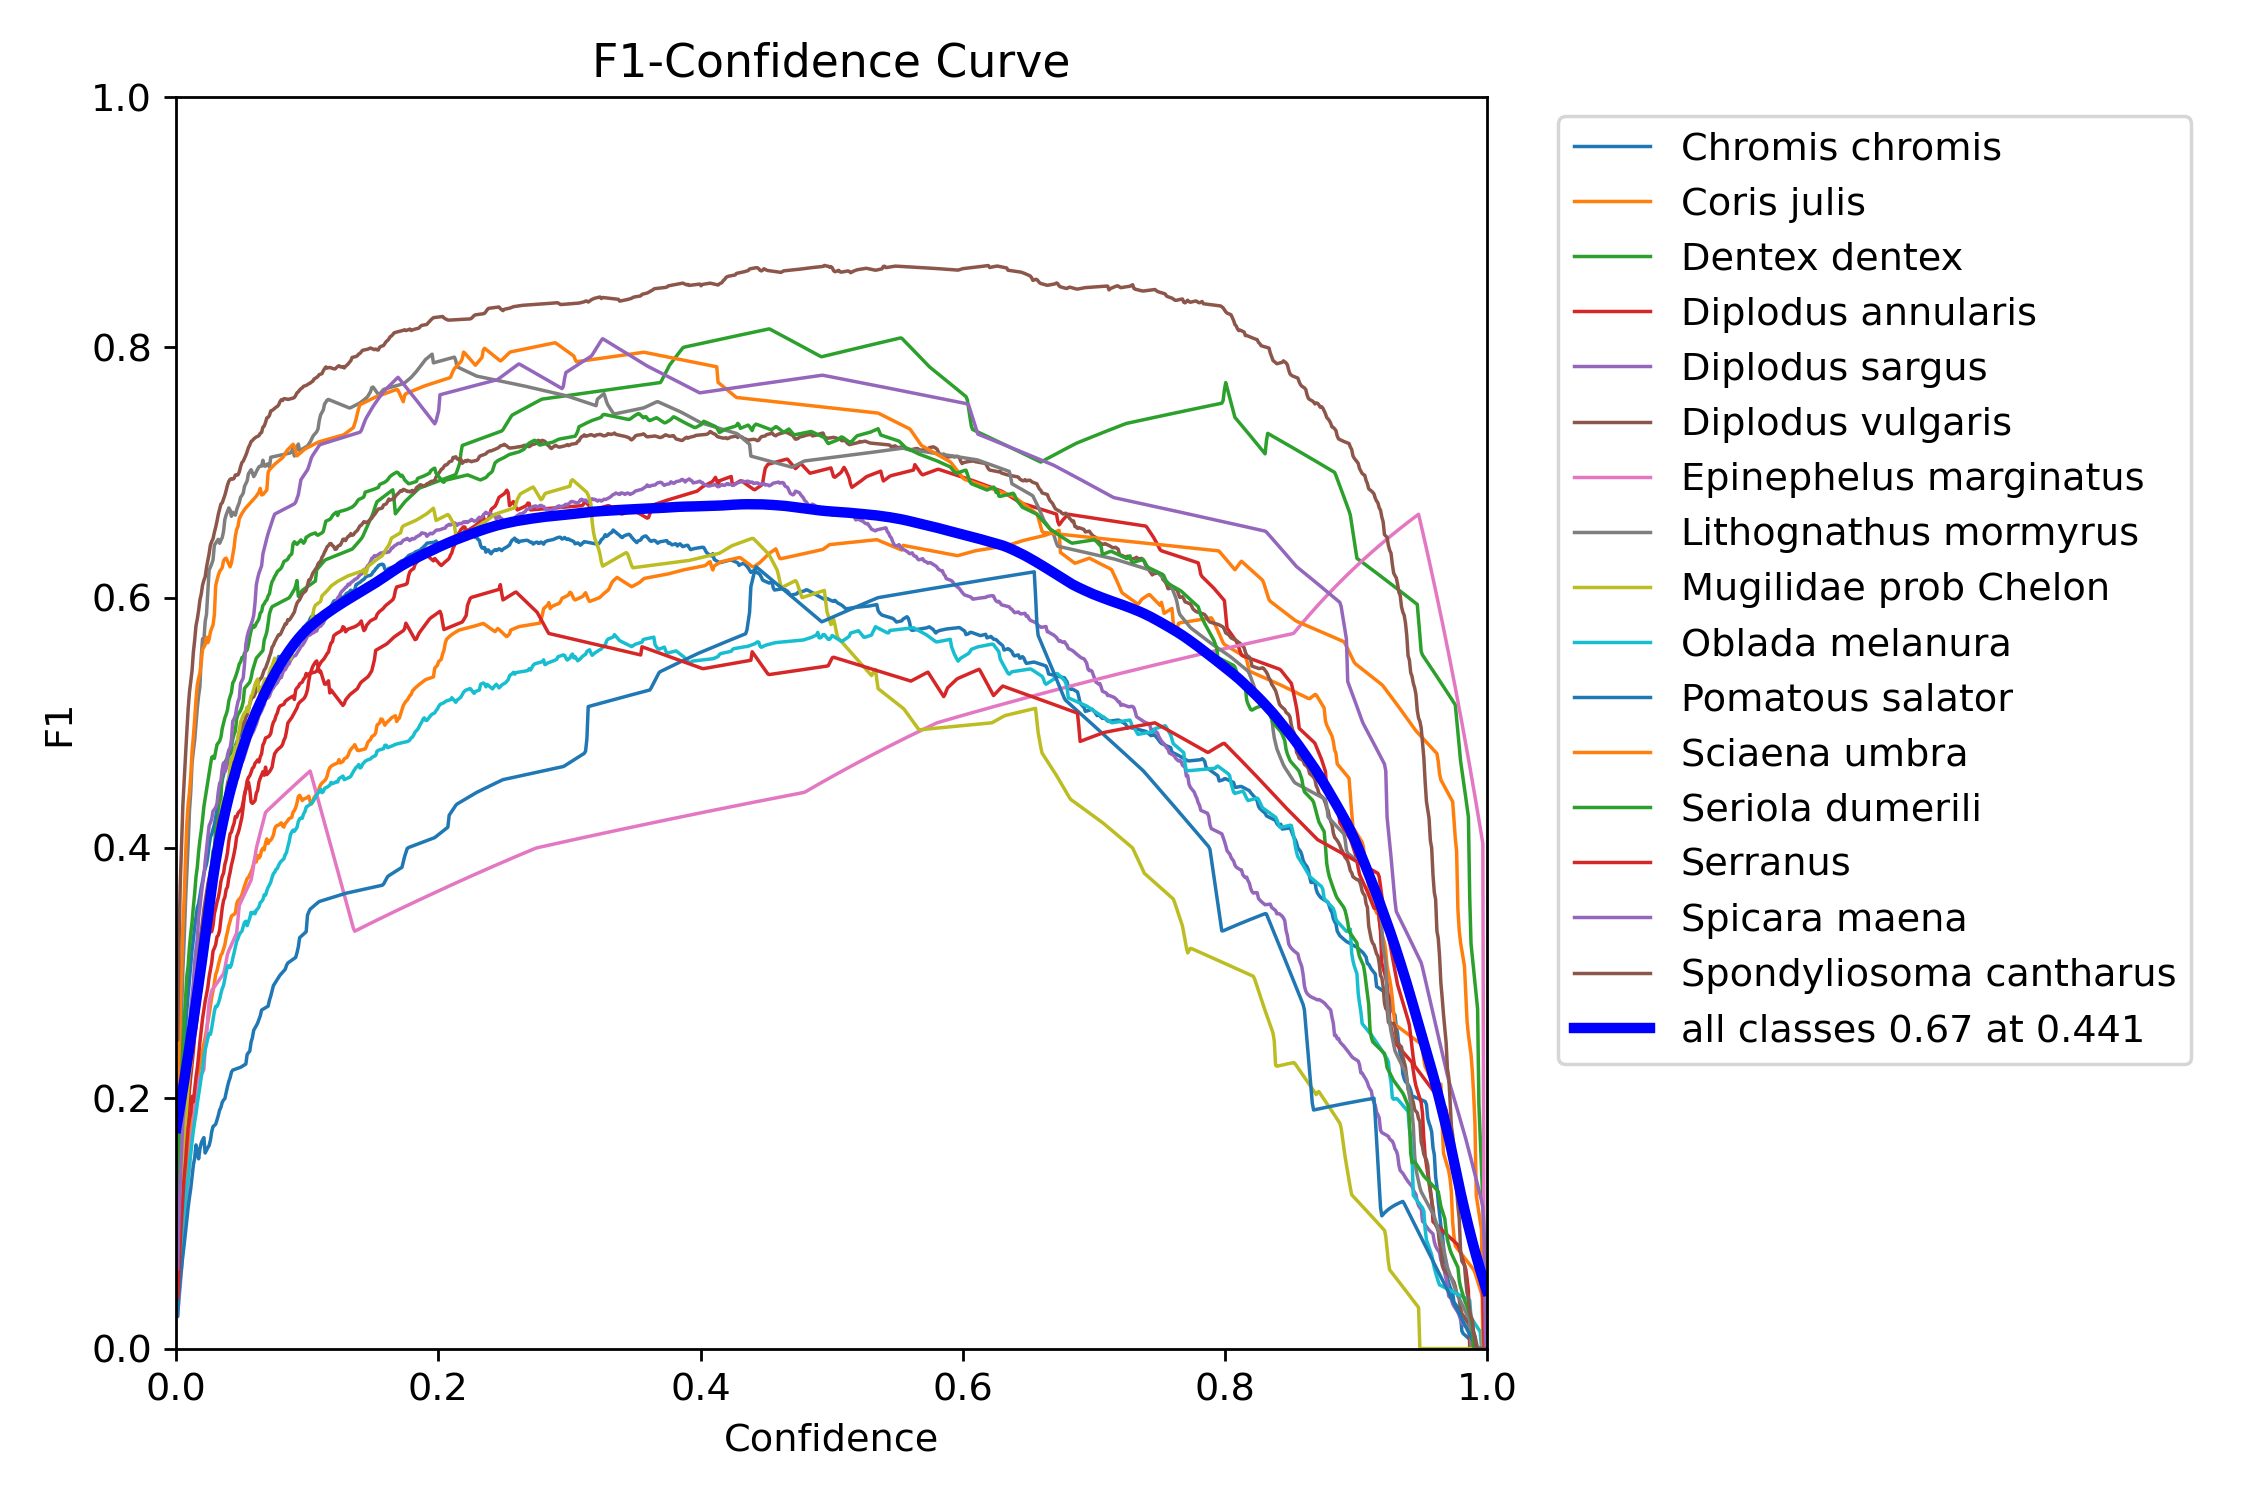 F1-Confidence Curve
1.0
0.8
0.6
0.4
0.2
0.0
F1
0.0 0.2 0.4 0.6 0.8 1.0
Confidence
Chromis chromis
Coris julis
Dentex dentex
Diplodus annularis
Diplodus sargus
Diplodus vulgaris
Epinephelus marginatus
Lithognathus mormyrus
Mugilidae prob Chelon
Oblada melanura
Pomatous salator
Sciaena umbra
Seriola dumerili
Serranus
Spicara maena
Spondyliosoma cantharus
all classes 0.67 at 0.441